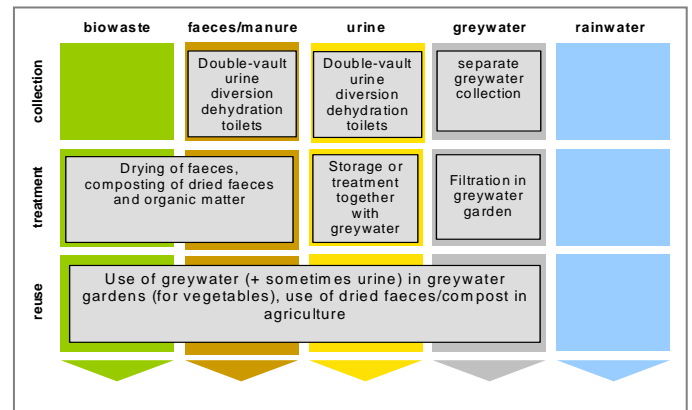 biowaste faeces/manure urine greywater rainwater
collection
Double-vault
urine
diversion
dehydration
toilets
Double-vault
urine
diversion
dehydration
toilets
separate
greywater
collection
treatment
Drying of faeces,
composting of dried faeces
and organic matter
Storage or
treatment
together
with
greywater
Filtration in
greywater
garden
reuse
Use of greywater (+ sometimes urine) in greywater
gardens (for vegetables), use of dried faeces/compost in
agriculture